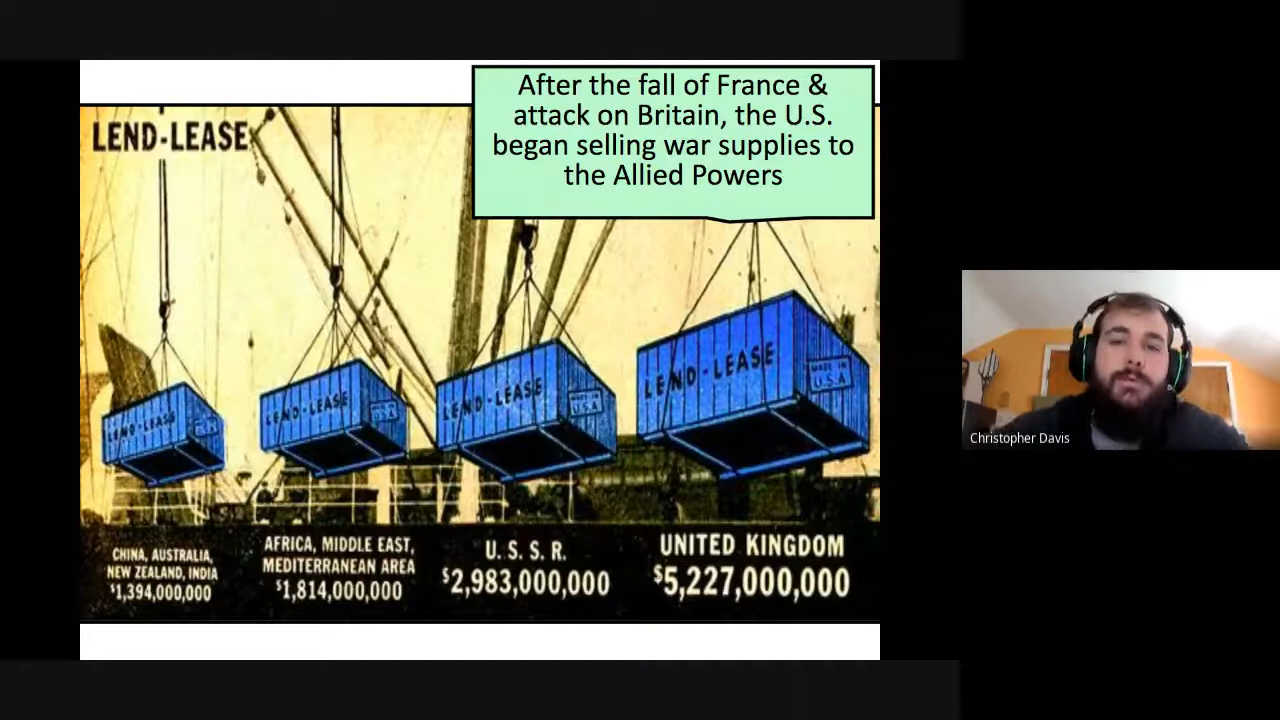 After the fall of France &
attack on Britain, the U.S.
began selling war supplies to
the Allied Powers
LEND-LEASE
LEND-LEASE
LEND-LEASE
U.S.A
LEND-LEASE
MADE IN
U.S.A
LEND-LEASE
MADE IN
U.S.A
CHINA, AUSTRALIA,
NEW ZEALAND, INDIA
$1,394,000,000
AFRICA, MIDDLE EAST,
MEDITERRANEAN AREA
$1,814,000,000
U. S. S. R.
$2,983,000,000
UNITED KINGDOM
$5,227,000,000
Christopher Davis